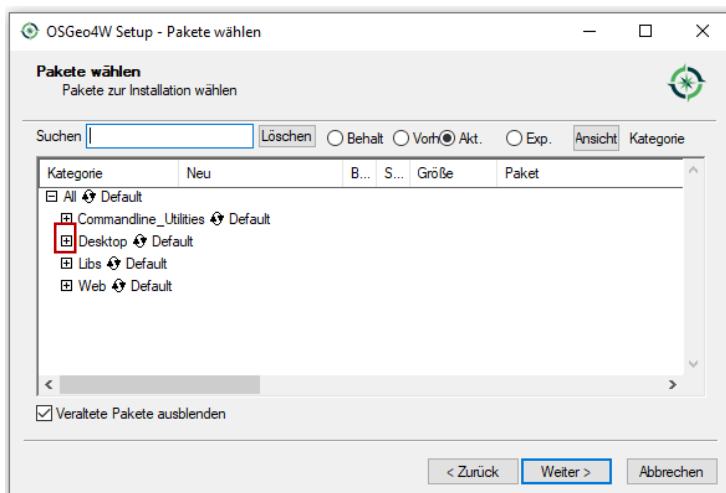 OSGeo4W Setup - Pakete wählen
Pakete wählen
Pakete zur Installation wählen
Suchen Löschen Behalt Vorh Akt. Exp. Ansicht Kategorie
Kategorie Neu B... S... Größe Paket
All Default
Commandline_Utilities Default
Desktop Default
Libs Default
Web Default
Veraltete Pakete ausblenden
< Zurück Weiter > Abbrechen